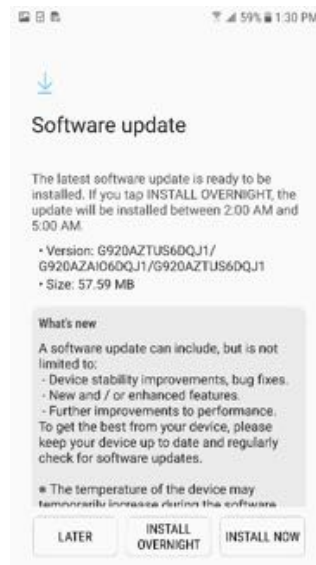 59% 1:30 PM
Software update
The latest software update is ready to be
installed. If you tap INSTALL OVERNIGHT, the
update will be installed between 2:00 AM and
5:00 AM.
• Version: G920AZTUS6DQJ1/
G920AZAIO6DQJ1/G920AZTUS6DQJ1
• Size: 57.59 MB
What's new
A software update can include, but is not
limited to:
- Device stability improvements, bug fixes.
- New and / or enhanced features.
- Further improvements to performance.
To get the best from your device, please
keep your device up to date and regularly
check for software updates.
※ The temperature of the device may
temporarily increase during the software
LATER
INSTALL
OVERNIGHT
INSTALL NOW